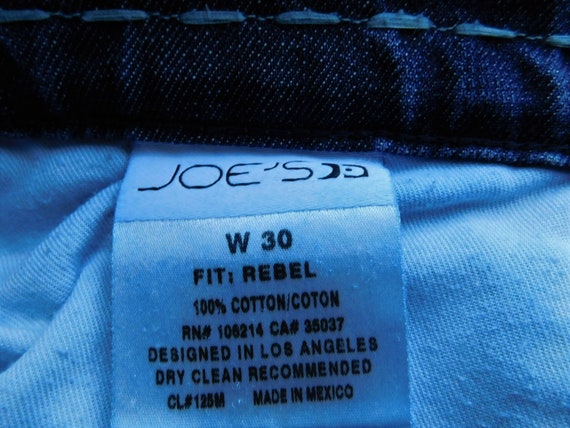 JOE'S
W 30
FIT: REBEL
100% COTTON/COTON
RN# 106214 CA# 35037
DESIGNED IN LOS ANGELES
DRY CLEAN RECOMMENDED
CL#125M MADE IN MEXICO